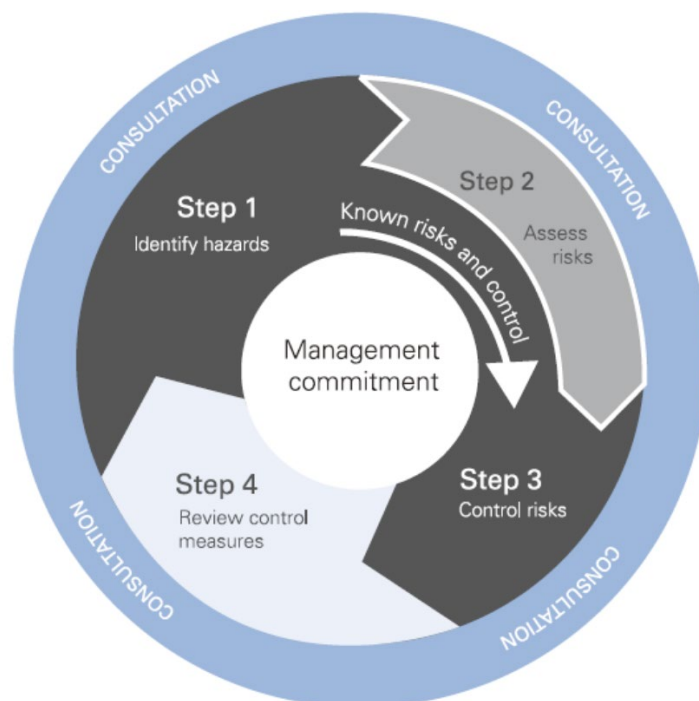 CONSULTATION
CONSULTATION
Step 1
Identify hazards
Step 2
Assess
risks
Known risks and control
Management
commitment
Step 3
Control risks
Step 4
Review control
measures
CONSULTATION
CONSULTATION